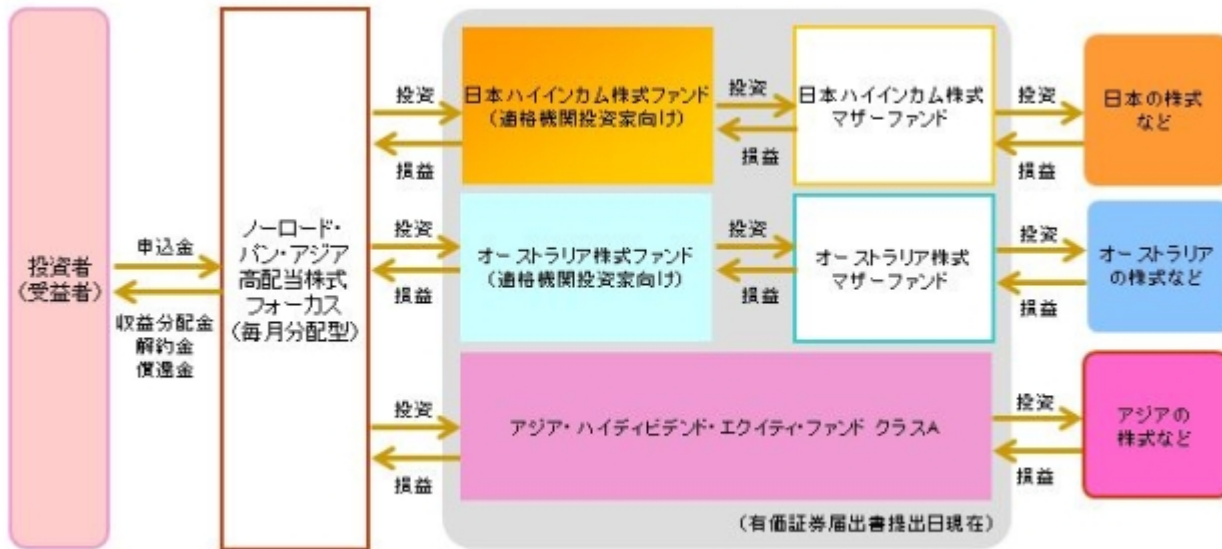 投資者
（受益者）
申込金
収益分配金
解約金
償還金
ノーロード・
パン・アジア
高配当株式
フォーカス
（毎月分配型）
投資
損益
日本ハイインカム株式ファンド
（適格機関投資家向け）
投資
損益
日本ハイインカム株式
マザーファンド
投資
損益
日本の株式
など
投資
損益
オーストラリア株式ファンド
（適格機関投資家向け）
投資
損益
オーストラリア株式
マザーファンド
投資
損益
オーストラリア
の株式など
投資
損益
アジア・ハイディビデンド・エクイティ・ファンド クラスA
投資
損益
アジアの
株式など
（有価証券届出書提出日現在）